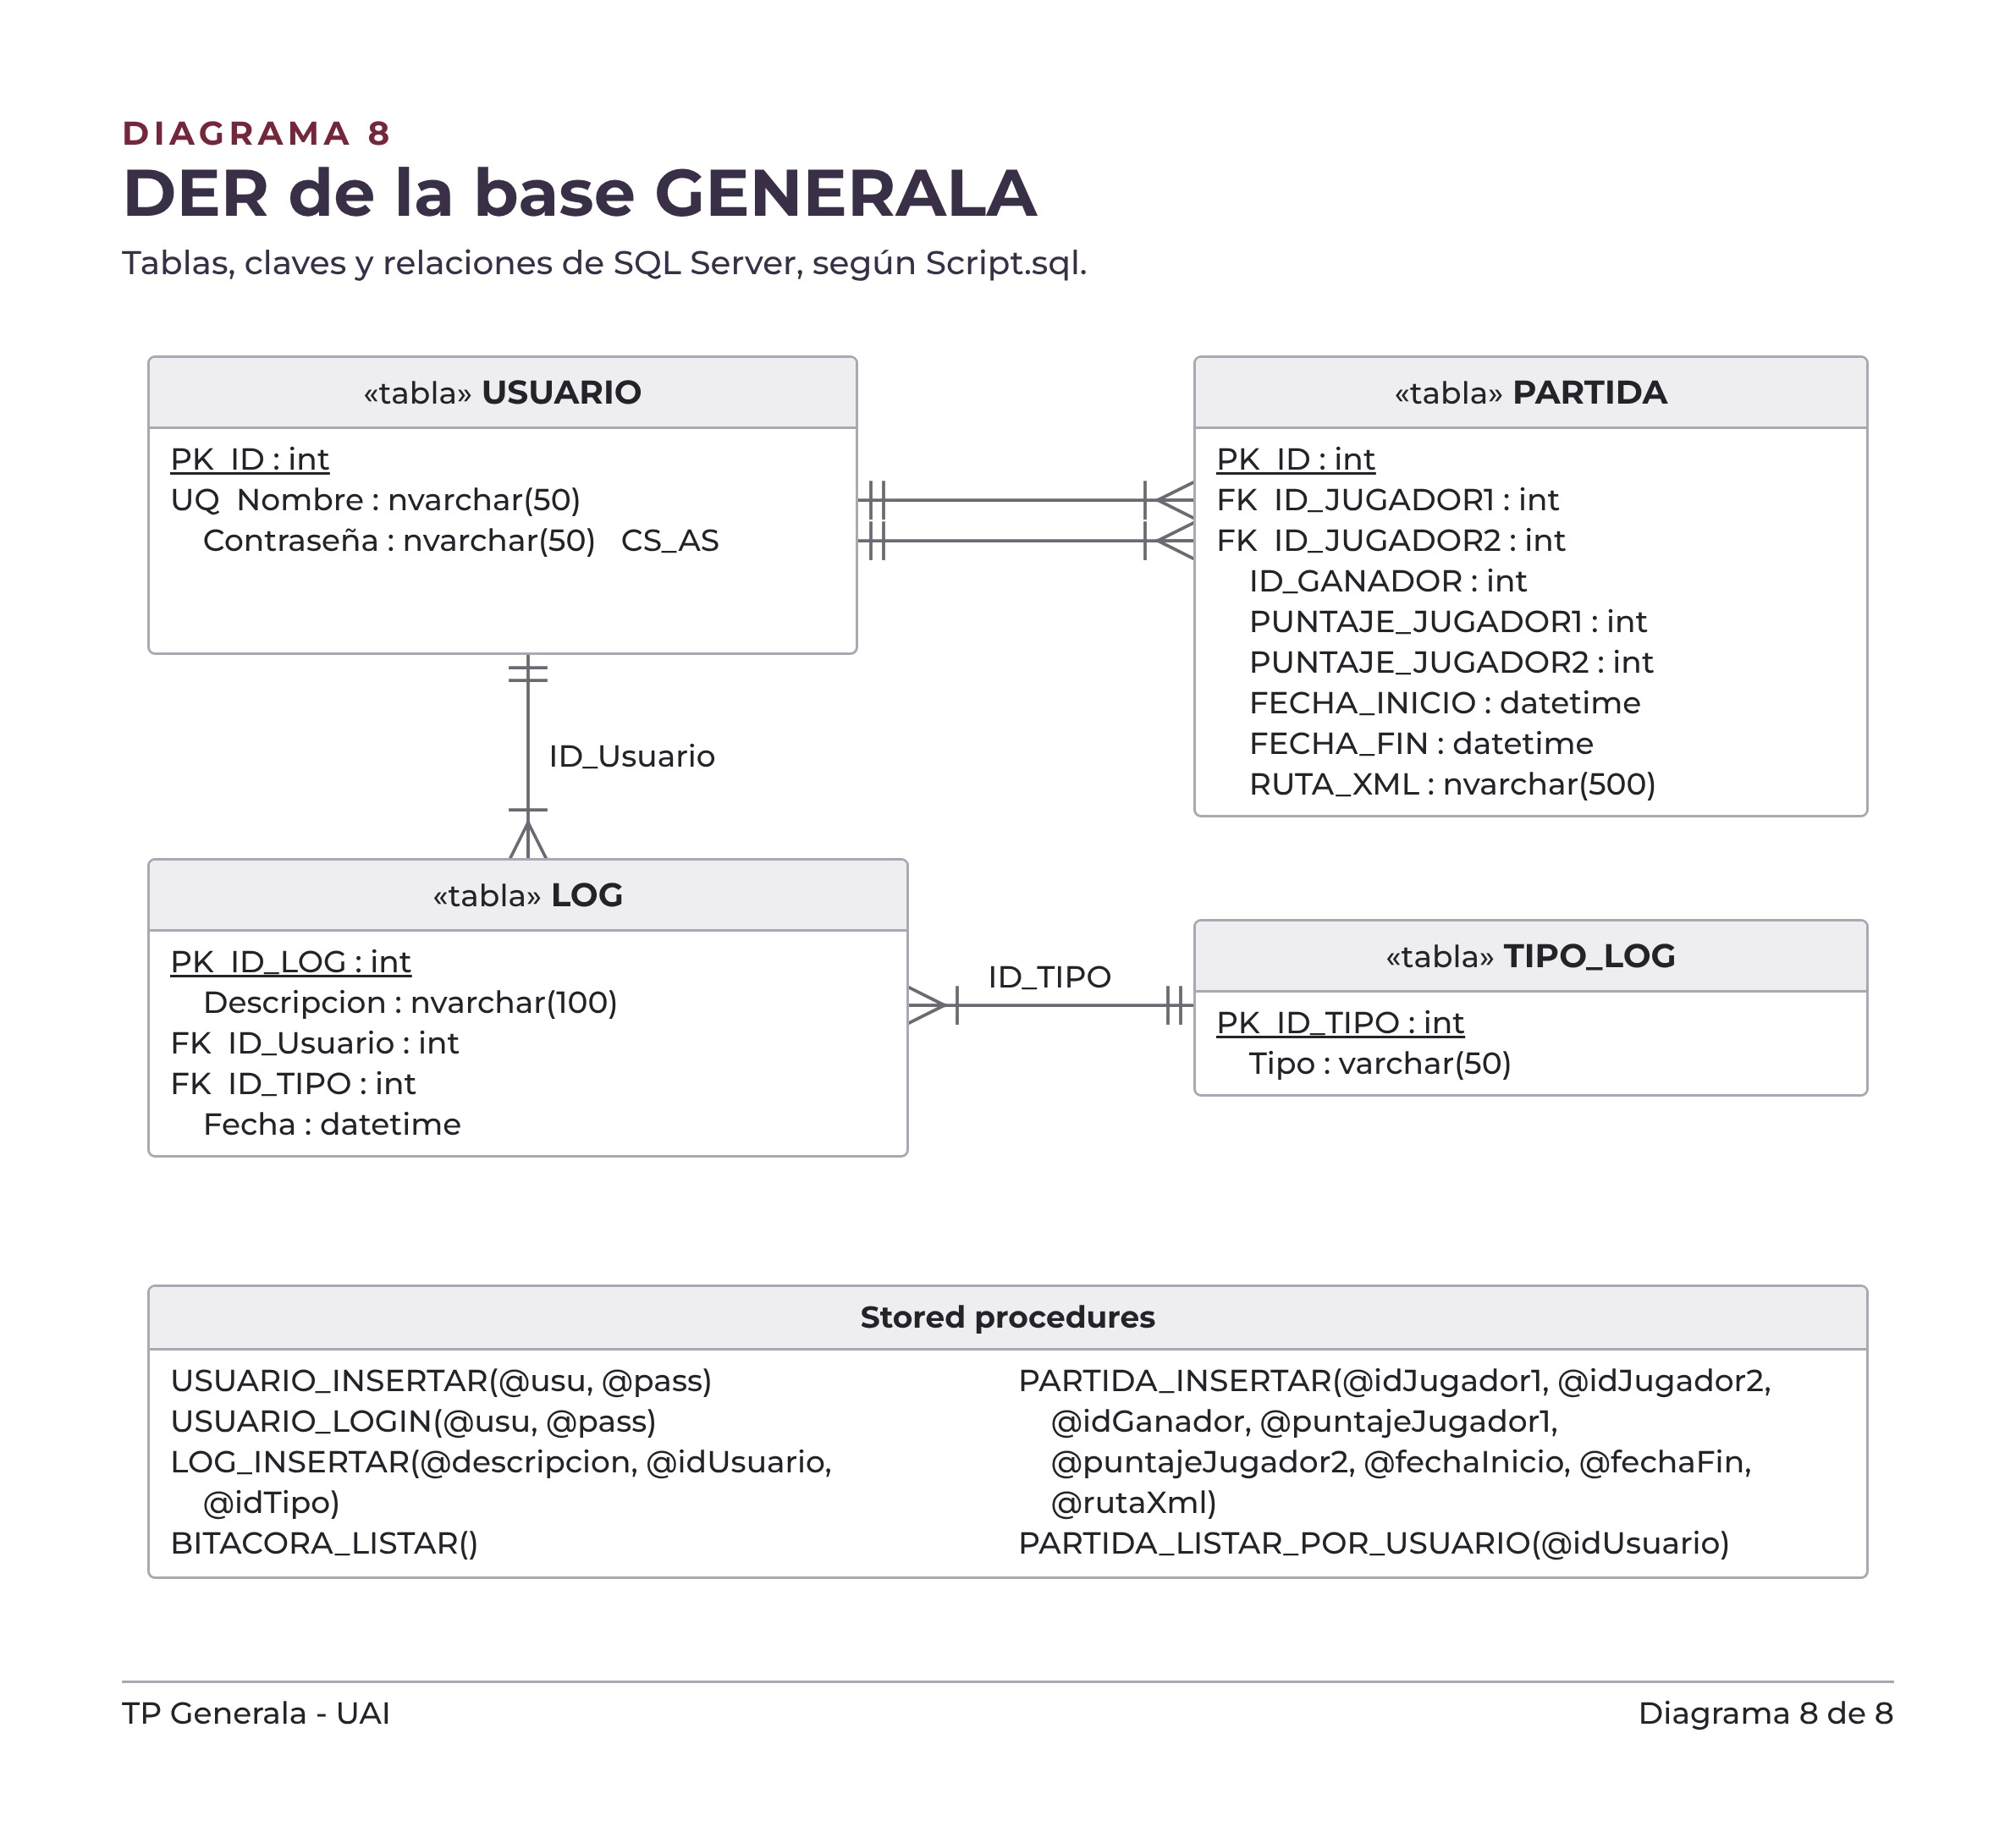 DIAGRAMA 8
DER de la base GENERALA
Tablas, claves y relaciones de SQL Server, según Script.sql.
«tabla» USUARIO
PK ID : int
UQ Nombre : nvarchar(50)
Contraseña : nvarchar(50) CS_AS
«tabla» PARTIDA
PK ID : int
FK ID_JUGADOR1 : int
FK ID_JUGADOR2 : int
ID_GANADOR : int
PUNTAJE_JUGADOR1 : int
PUNTAJE_JUGADOR2 : int
FECHA_INICIO : datetime
FECHA_FIN : datetime
RUTA_XML : nvarchar(500)
ID_Usuario
«tabla» LOG
PK ID_LOG : int
Descripcion : nvarchar(100)
FK ID_Usuario : int
FK ID_TIPO : int
Fecha : datetime
ID_TIPO
«tabla» TIPO_LOG
PK ID_TIPO : int
Tipo : varchar(50)
Stored procedures
USUARIO_INSERTAR(@usu, @pass)
USUARIO_LOGIN(@usu, @pass)
LOG_INSERTAR(@descripcion, @idUsuario,
@idTipo)
BITACORA_LISTAR()
PARTIDA_INSERTAR(@idJugador1, @idJugador2,
@idGanador, @puntajeJugador1,
@puntajeJugador2, @fechaInicio, @fechaFin,
@rutaXml)
PARTIDA_LISTAR_POR_USUARIO(@idUsuario)
TP Generala - UAI
Diagrama 8 de 8